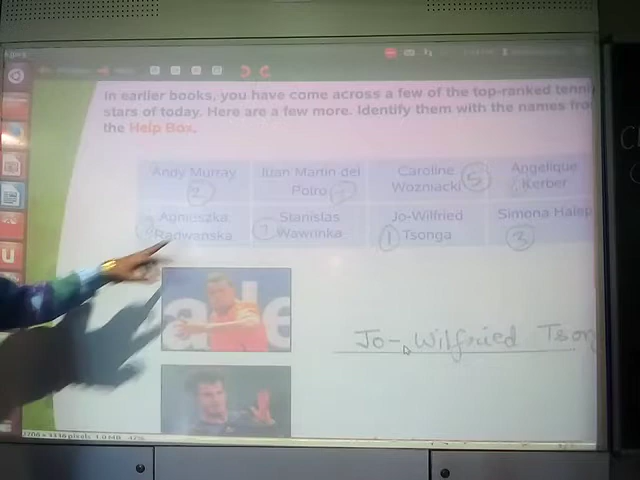 In earlier books, you have come across a few of the top-ranked tenni
stars of today. Here are a few more. Identify them with the names fro
the Help Box.
Andy Murray
2
Juan Martin del
Potro
Caroline
Wozniacki 5
Angelique
Kerber
Agnieszka
Radwanska
Stanislas
Wawrinka
Jo-Wilfried
1 Tsonga
Simona Halep
3
Jo-Wilfried Tson